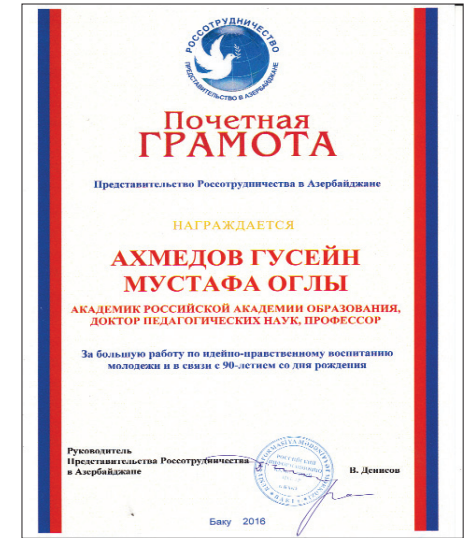 РОССОТРУДНИЧЕСТВО
ПРЕДСТАВИТЕЛЬСТВО В АЗЕРБАЙДЖАНЕ
Почетная
ГРАМОТА
Представительство Россотрудничества в Азербайджане
НАГРАЖДАЕТСЯ
АХМЕДОВ ГУСЕЙН
МУСТАФА ОГЛЫ
АКАДЕМИК РОССИЙСКОЙ АКАДЕМИИ ОБРАЗОВАНИЯ,
ДОКТОР ПЕДАГОГИЧЕСКИХ НАУК, ПРОФЕССОР
За большую работу по идейно-нравственному воспитанию
молодежи и в связи с 90-летием со дня рождения
Руководитель
Представительства Россотрудничества
в Азербайджане
В. Денисов
РОССИЙСКИЙ
Баку 2016